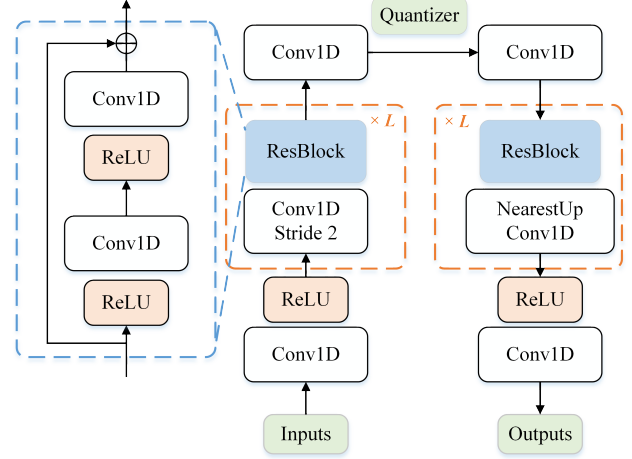 Quantizer
Conv1D
ReLU
Conv1D
ReLU
Conv1D
× L
ResBlock
Conv1D
Stride 2
ReLU
Conv1D
Inputs
Conv1D
× L
ResBlock
NearestUp
Conv1D
ReLU
Conv1D
Outputs